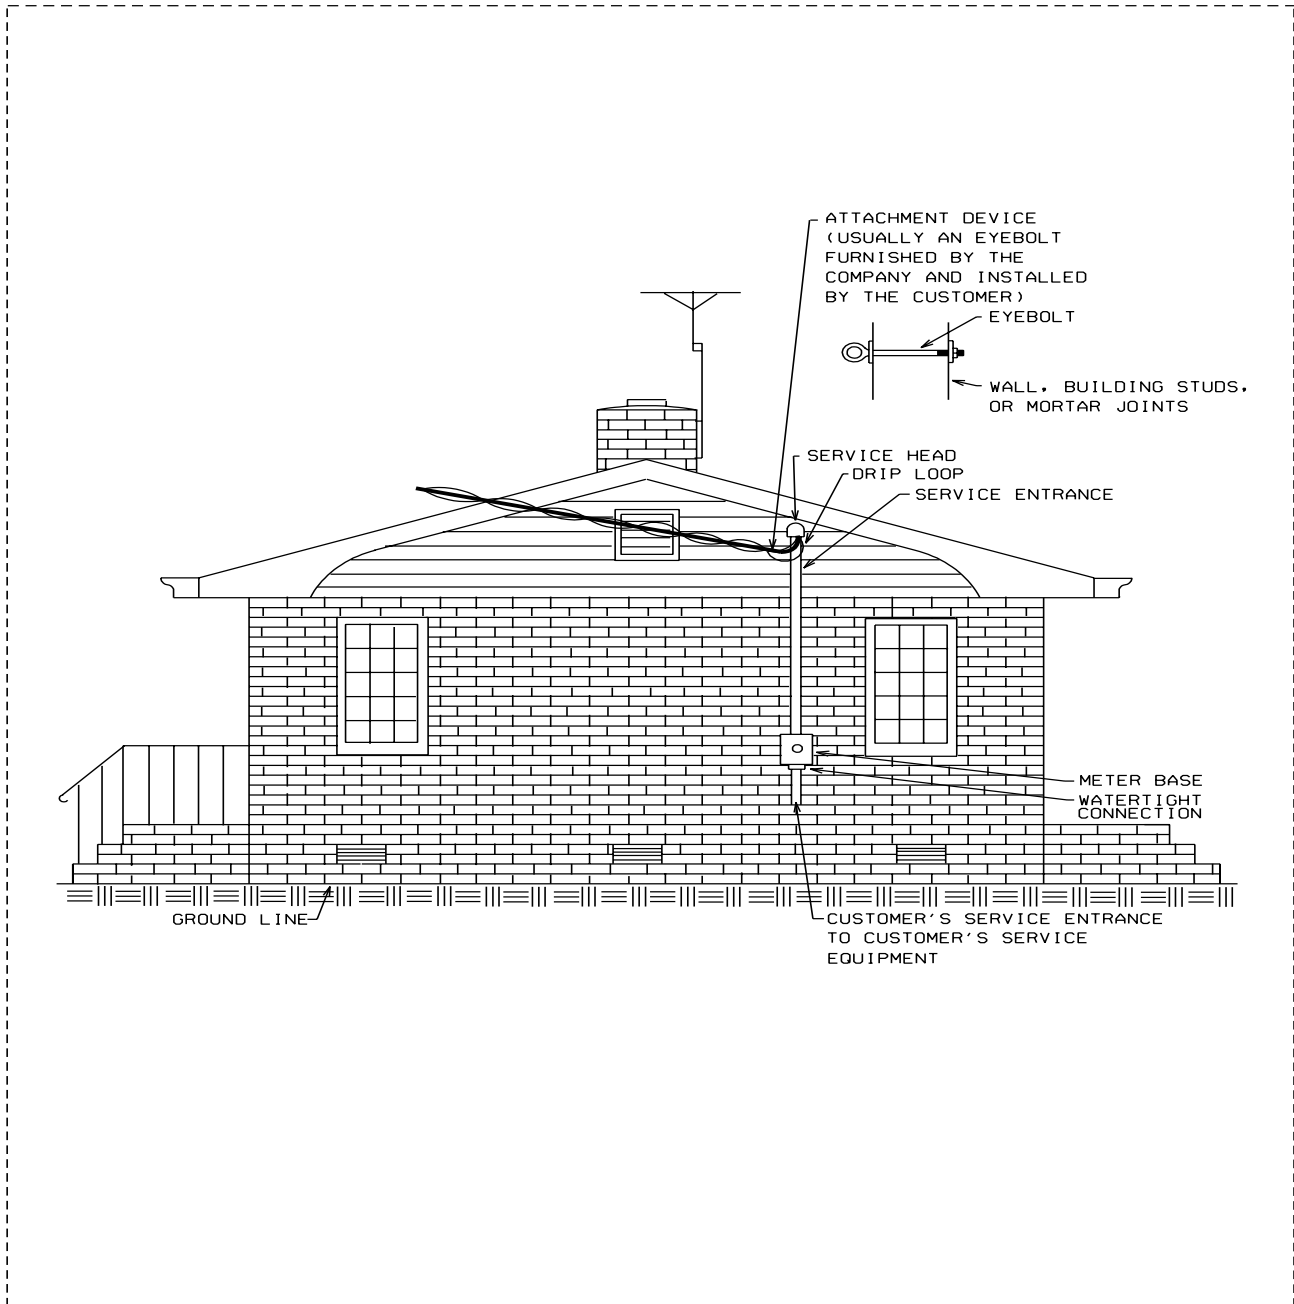 ATTACHMENT DEVICE
(USUALLY AN EYEBOLT
FURNISHED BY THE
COMPANY AND INSTALLED
BY THE CUSTOMER)
EYEBOLT
WALL, BUILDING STUDS,
OR MORTAR JOINTS
SERVICE HEAD
DRIP LOOP
SERVICE ENTRANCE
METER BASE
WATERTIGHT
CONNECTION
GROUND LINE
CUSTOMER'S SERVICE ENTRANCE
TO CUSTOMER'S SERVICE
EQUIPMENT